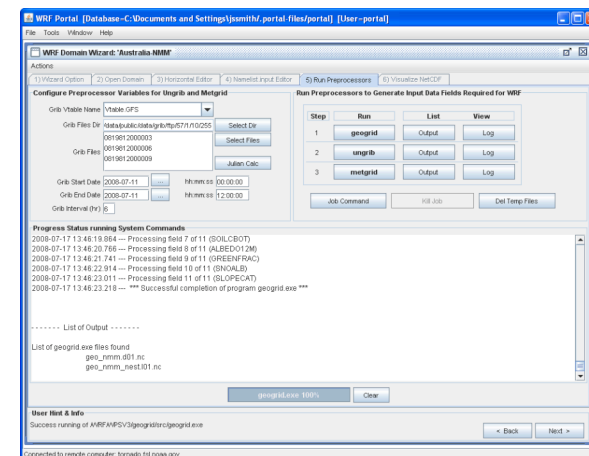 WRF Portal [Database-C:\Documents and Settings\jssmith/.portal-files/portal] [User-portal]
File Tools Window Help
WRF Domain Wizard: 'Australia-NMM'
Actions
1) Wizard Option 2) Open Domain 3) Horizontal Editor 4) Namelist.input Editor 5) Run Preprocessors 6) Visualize NetCDF
Configure Preprocessor Variables for Ungrib and Metgrid
Grib Vtable Name Vtable.GFS
Grib Files Dir /data/public/data/grib/ftp/57/1/10/255 Select Dir
Grib Files
0819812000003
0819812000006
0819812000009
Select Files
Julian Calc
Grib Start Date 2008-07-11 ... hh:mm:ss 00:00:00
Grib End Date 2008-07-11 ... hh:mm:ss 12:00:00
Grib Interval (hr) 6
Run Preprocessors to Generate Input Data Fields Required for WRF
Step Run List View
1 geogrid Output Log
2 ungrib Output Log
3 metgrid Output Log
Job Command Kill Job Del Temp Files
Progress Status running System Commands
2008-07-17 13:46:19.864 --- Processing field 7 of 11 (SOILCBOT)
2008-07-17 13:46:20.766 --- Processing field 8 of 11 (ALBEDO12M)
2008-07-17 13:46:21.741 --- Processing field 9 of 11 (GREENFRAC)
2008-07-17 13:46:22.914 --- Processing field 10 of 11 (SNOALB)
2008-07-17 13:46:23.011 --- Processing field 11 of 11 (SLOPECAT)
2008-07-17 13:46:23.218 --- *** Successful completion of program geogrid.exe ***
- - - - - - - List of Output - - - - - - -
List of geogrid.exe files found
geo_nmm.d01.nc
geo_nmm_nest.l01.nc
geogrid.exe 100% Clear
User Hint & Info
Success running of /WRF/WPSV3/geogrid/src/geogrid.exe
< Back Next >
Connected to remote computer: tornado.fsl.noaa.gov